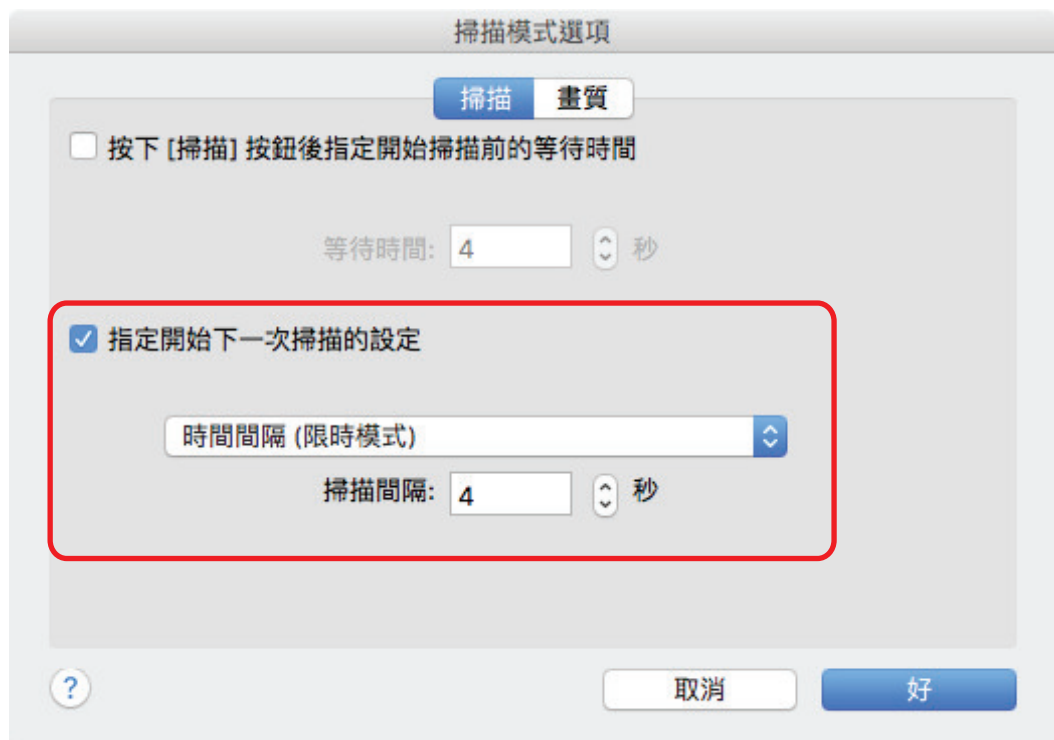 掃描模式選項
掃描 畫質
按下 [掃描] 按鈕後指定開始掃描前的等待時間
等待時間: 4 秒
指定開始下一次掃描的設定
時間間隔 (限時模式)
掃描間隔: 4 秒
? 取消 好